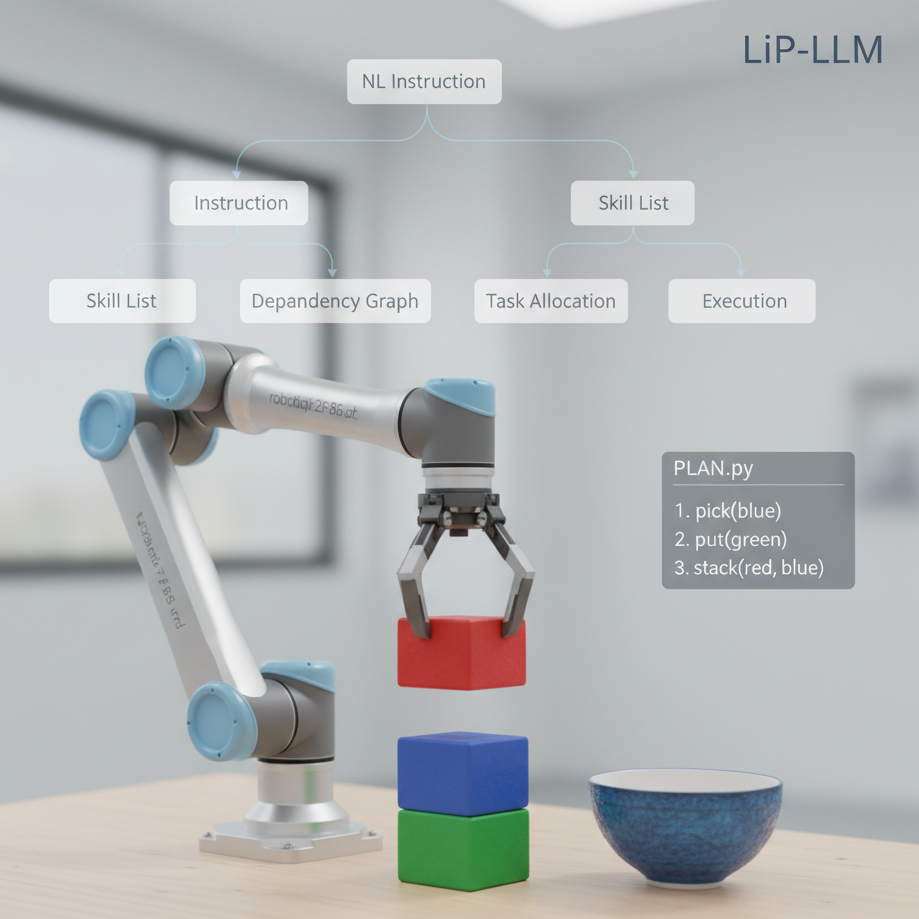 LiP-LLM
NL Instruction
Instruction
Skill List
Skill List
Depandency Graph
Task Allocation
Execution
PLAN.py
1. pick(blue)
2. put(green)
3. stack(red, blue)